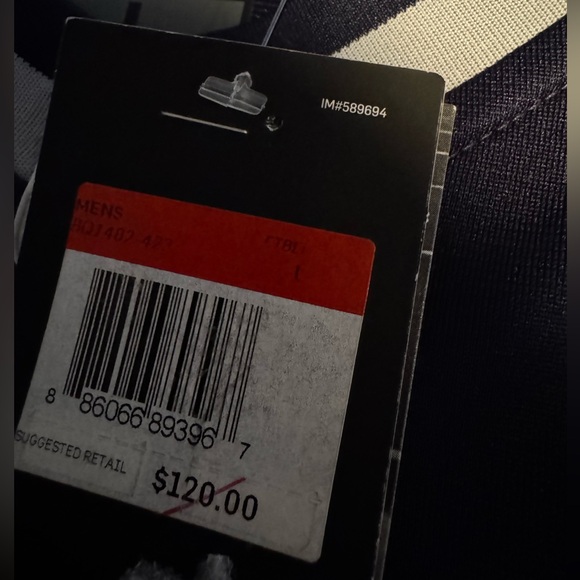 IM#589694
MENS
8 86066 89396 7
SUGGESTED RETAIL
$120.00